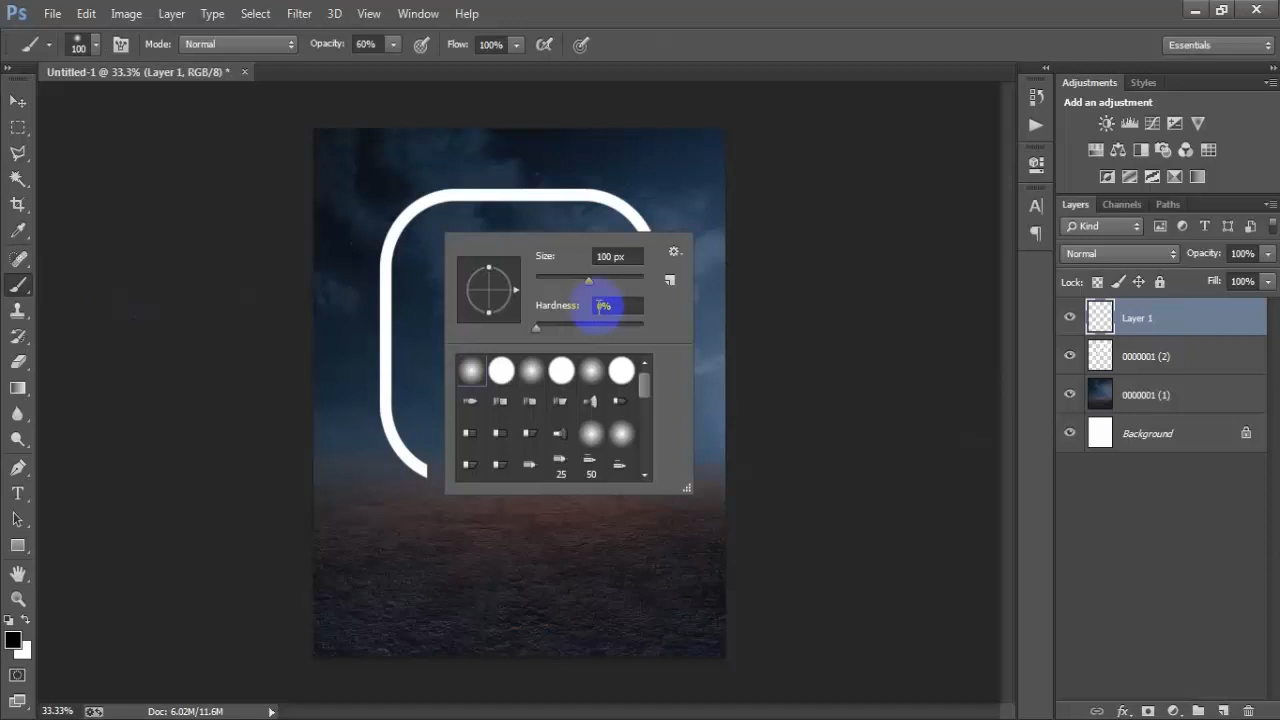 Ps File Edit Image Layer Type Select Filter 3D View Window Help
100 Mode: Normal Opacity: 60% Flow: 100% Essentials
Untitled-1 @ 33.3% (Layer 1, RGB/8) * ×
Adjustments Styles
Add an adjustment
Layers Channels Paths
Kind
Normal Opacity: 100%
Lock: Fill: 100%
Layer 1
0000001 (2)
0000001 (1)
Background
Size: 100 px
Hardness: 0%
25 50
33.33% Doc: 6.02M/11.6M